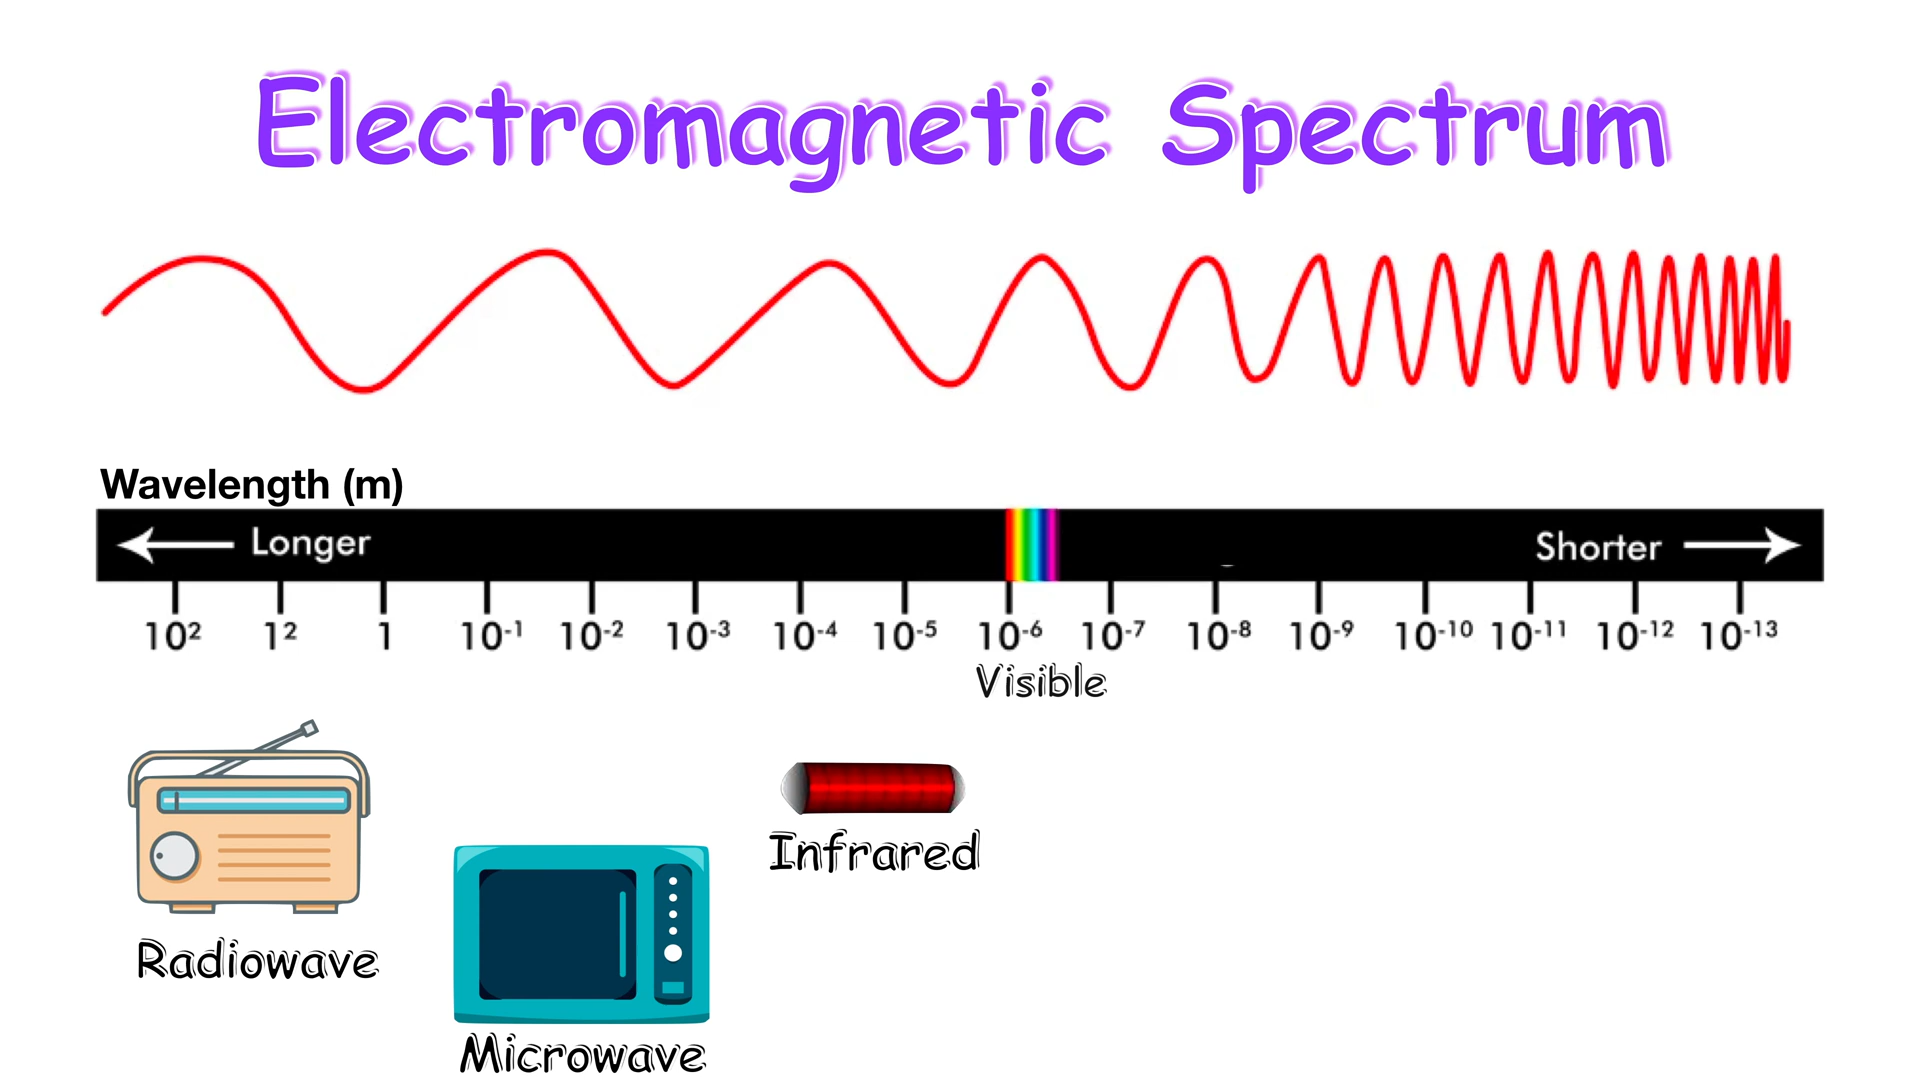 Electromagnetic Spectrum
Wavelength (m)
Longer
Shorter
10² 1² 1 10⁻¹ 10⁻² 10⁻³ 10⁻⁴ 10⁻⁵ 10⁻⁶ 10⁻⁷ 10⁻⁸ 10⁻⁹ 10⁻¹⁰ 10⁻¹¹ 10⁻¹² 10⁻¹³
Visible
Infrared
Radiowave
Microwave